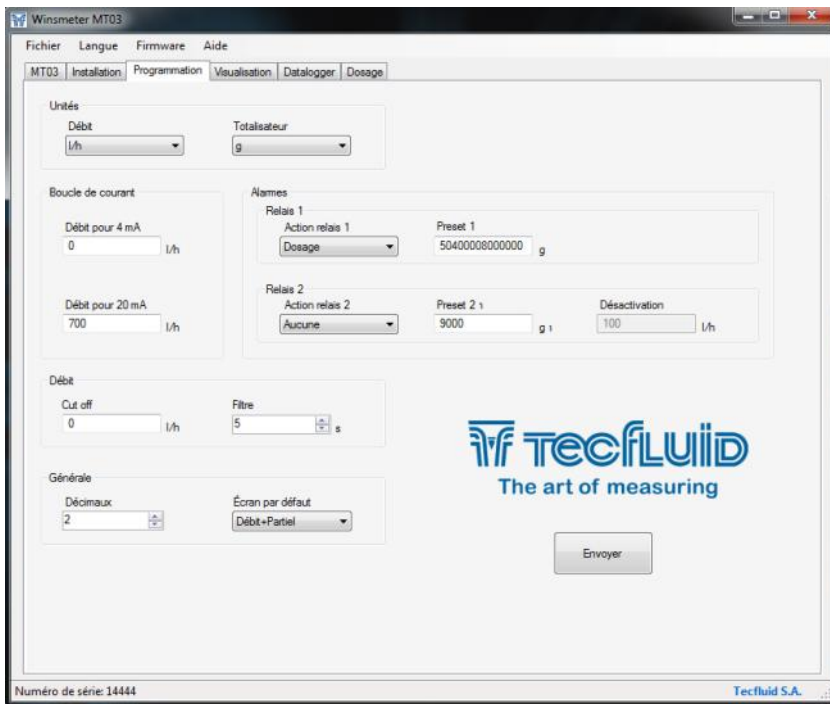 Winsmeter MT03
Fichier Langue Firmware Aide
MT03 Installation Programmation Visualisation Datalogger Dosage
Unités
Débit Totalisateur
l/h g
Boucle de courant Alarmes
Relais 1
Débit pour 4 mA Action relais 1 Preset 1
0 l/h Dosage 50400008000000 g
Relais 2
Débit pour 20 mA Action relais 2 Preset 2 1 Désactivation
700 l/h Aucune 9000 g 1 100 l/h
Débit
Cut off Filtre
0 l/h 5 s
TECFLUID
The art of measuring
Générale
Décimaux Écran par défaut
2 Débit+Partiel
Envoyer
Numéro de série: 14444 Tecfluid S.A.